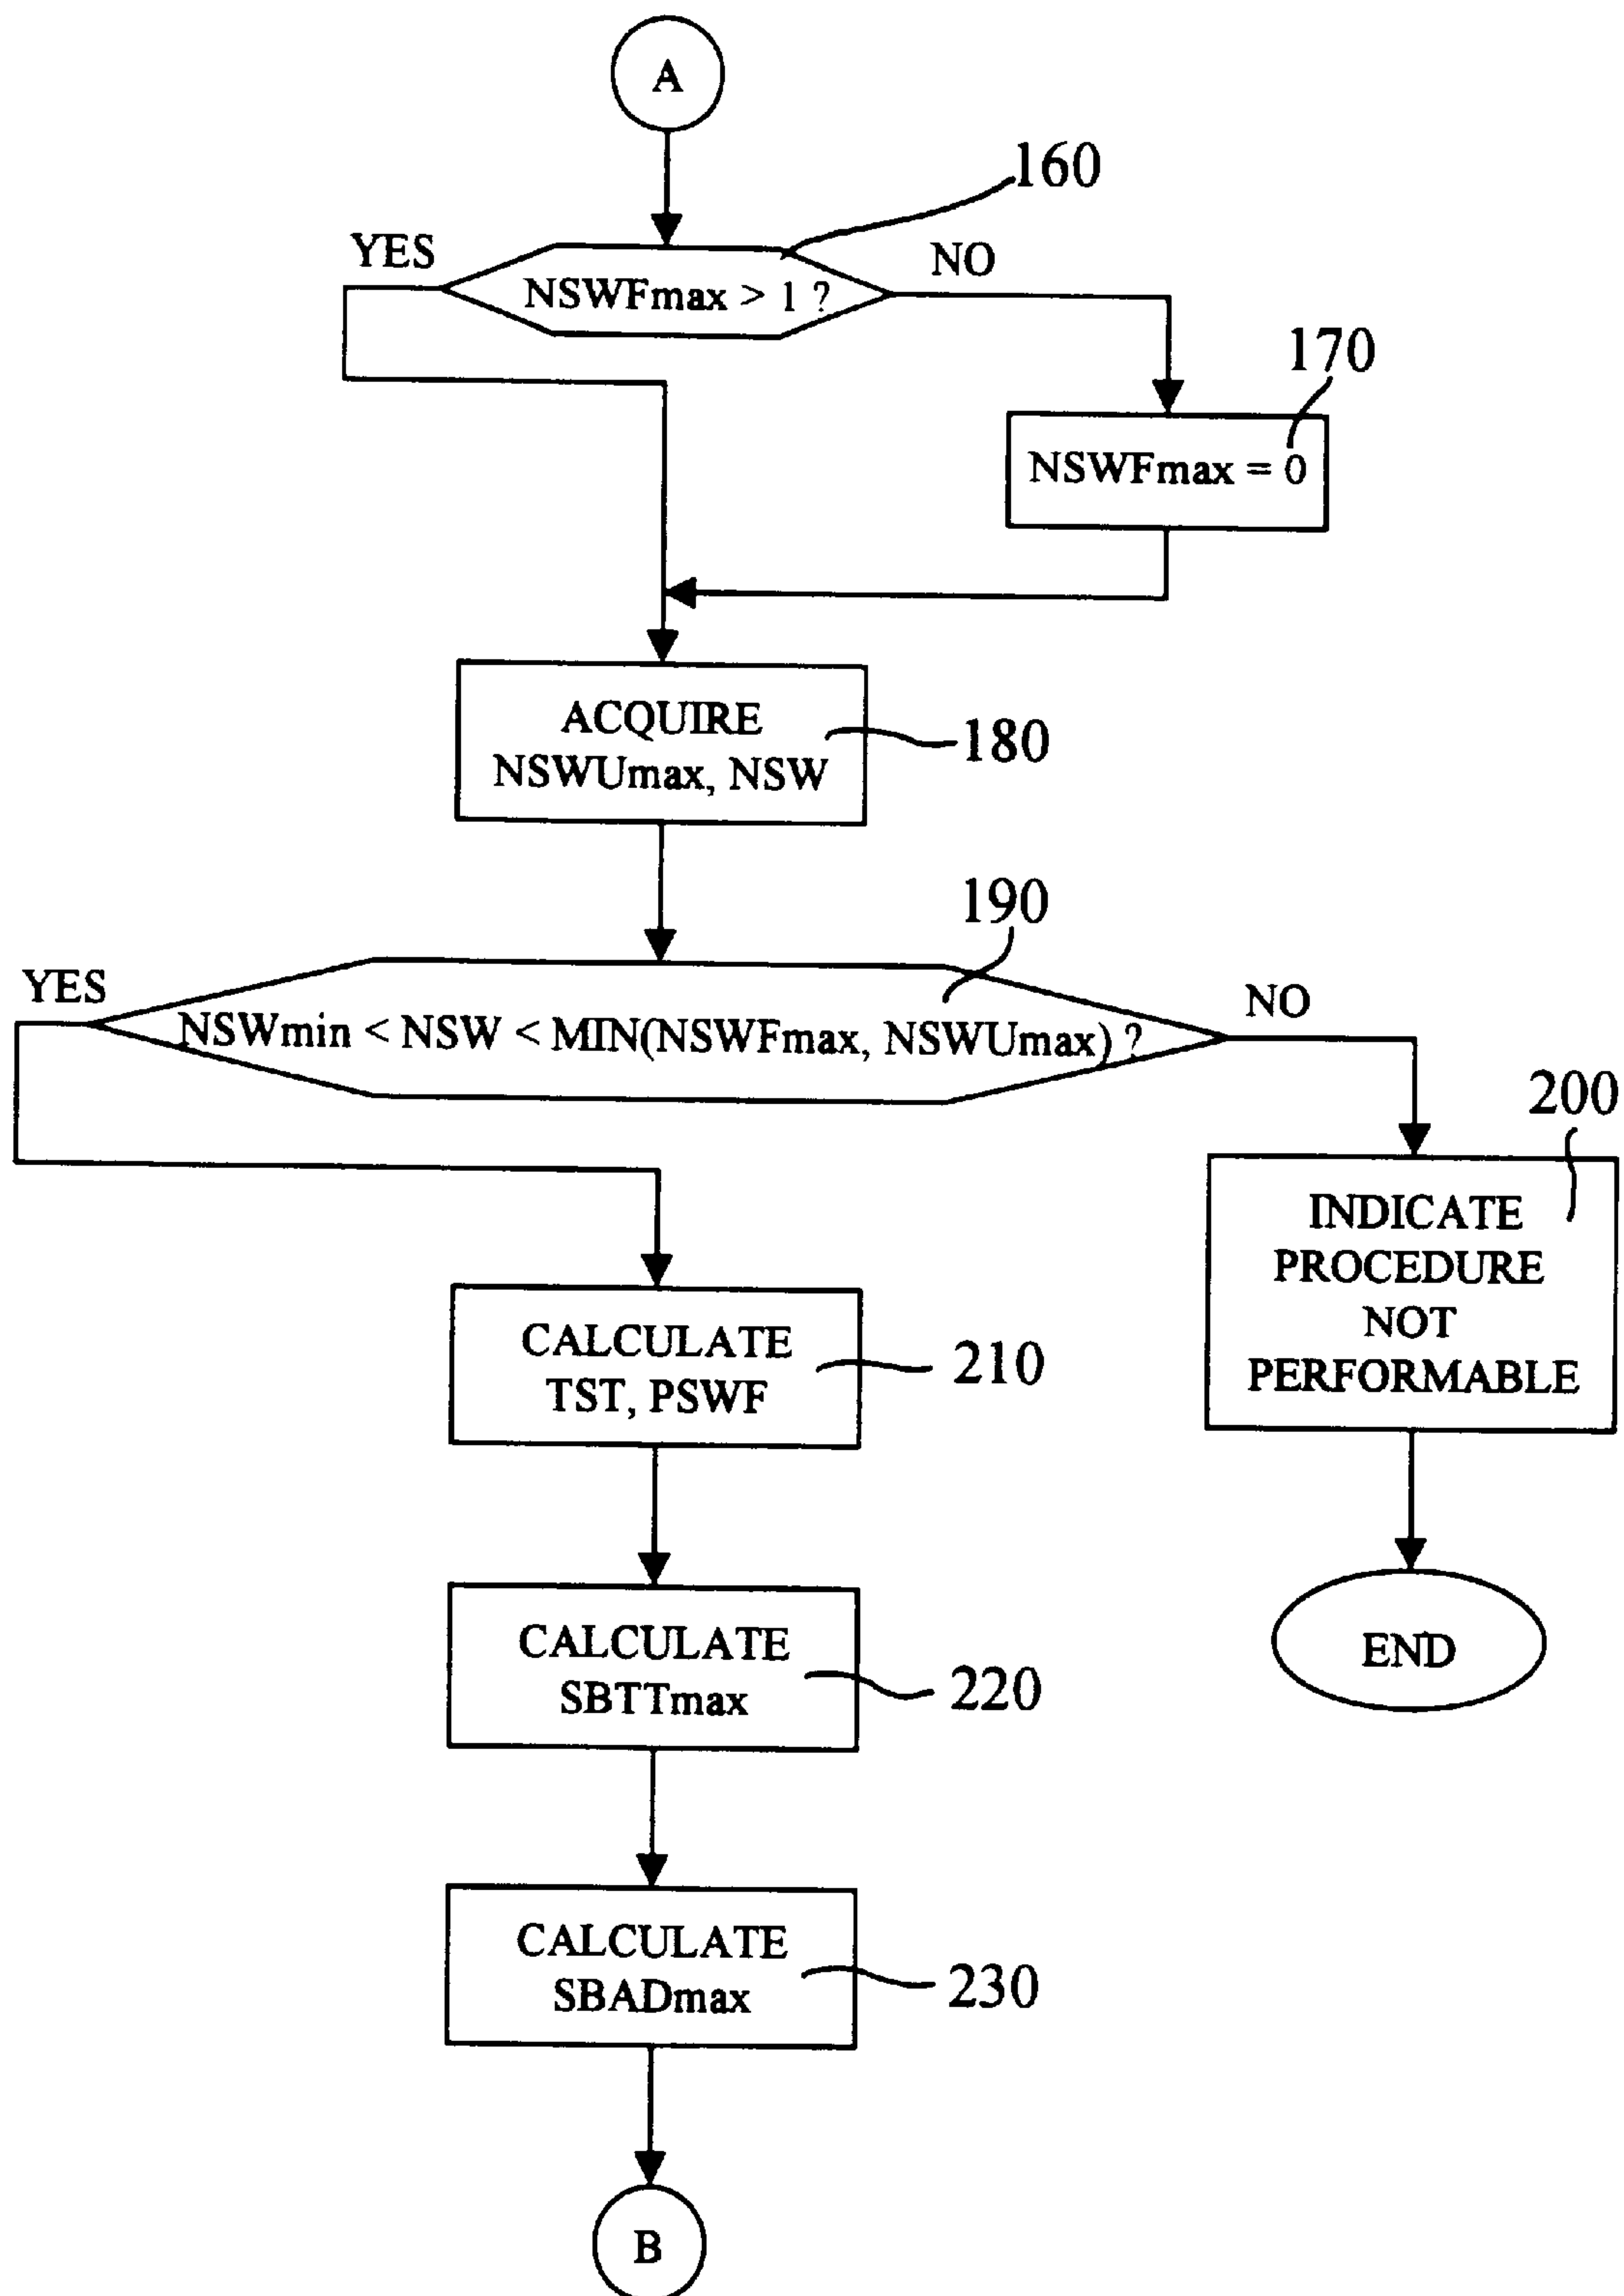 A
160
YES
NO
NSWFmax > 1 ?
170
NSWFmax = 0
ACQUIRE
NSWUmax, NSW
180
190
YES
NO
NSWmin < NSW < MIN(NSWFmax, NSWUmax) ?
200
INDICATE
PROCEDURE
NOT
PERFORMABLE
CALCULATE
TST, PSWF
210
CALCULATE
SBTTmax
220
END
CALCULATE
SBADmax
230
B